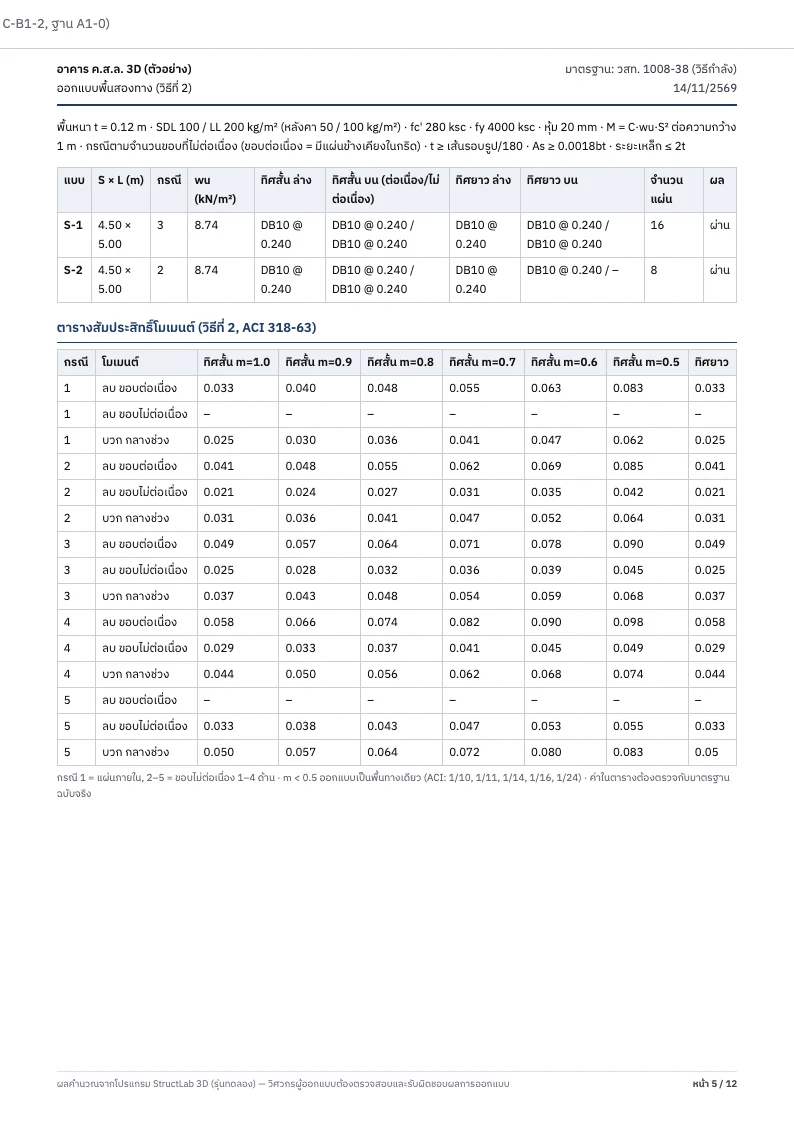 C-B1-2, ฐาน A1-0)
อาคาร ค.ส.ล. 3D (ตัวอย่าง)
มาตรฐาน: วสท. 1008-38 (วิธีกำลัง)
ออกแบบพื้นสองทาง (วิธีที่ 2)
14/11/2569
พื้นหนา t = 0.12 m · SDL 100 / LL 200 kg/m² (หลังคา 50 / 100 kg/m²) · fc' 280 ksc · fy 4000 ksc · หุ้ม 20 mm · M = C·wu·S² ต่อความกว้าง
1 m · กรณีตามจำนวนขอบที่ไม่ต่อเนื่อง (ขอบต่อเนื่อง = มีแผ่นข้างเคียงในกริด) · t ≥ เส้นรอบรูป/180 · As ≥ 0.0018bt · ระยะเหล็ก ≤ 2t
แบบ S × L (m) กรณี wu (kN/m²) ทิศสั้น ล่าง ทิศสั้น บน (ต่อเนื่อง/ไม่ต่อเนื่อง) ทิศยาว ล่าง ทิศยาว บน จำนวนแผ่น ผล
S-1 4.50 × 5.00 3 8.74 DB10 @ 0.240 DB10 @ 0.240 / DB10 @ 0.240 DB10 @ 0.240 DB10 @ 0.240 / DB10 @ 0.240 16 ผ่าน
S-2 4.50 × 5.00 2 8.74 DB10 @ 0.240 DB10 @ 0.240 / DB10 @ 0.240 DB10 @ 0.240 DB10 @ 0.240 / – 8 ผ่าน
ตารางสัมประสิทธิ์โมเมนต์ (วิธีที่ 2, ACI 318-63)
กรณี โมเมนต์ ทิศสั้น m=1.0 ทิศสั้น m=0.9 ทิศสั้น m=0.8 ทิศสั้น m=0.7 ทิศสั้น m=0.6 ทิศสั้น m=0.5 ทิศยาว
1 ลบ ขอบต่อเนื่อง 0.033 0.040 0.048 0.055 0.063 0.083 0.033
1 ลบ ขอบไม่ต่อเนื่อง – – – – – – –
1 บวก กลางช่วง 0.025 0.030 0.036 0.041 0.047 0.062 0.025
2 ลบ ขอบต่อเนื่อง 0.041 0.048 0.055 0.062 0.069 0.085 0.041
2 ลบ ขอบไม่ต่อเนื่อง 0.021 0.024 0.027 0.031 0.035 0.042 0.021
2 บวก กลางช่วง 0.031 0.036 0.041 0.047 0.052 0.064 0.031
3 ลบ ขอบต่อเนื่อง 0.049 0.057 0.064 0.071 0.078 0.090 0.049
3 ลบ ขอบไม่ต่อเนื่อง 0.025 0.028 0.032 0.036 0.039 0.045 0.025
3 บวก กลางช่วง 0.037 0.043 0.048 0.054 0.059 0.068 0.037
4 ลบ ขอบต่อเนื่อง 0.058 0.066 0.074 0.082 0.090 0.098 0.058
4 ลบ ขอบไม่ต่อเนื่อง 0.029 0.033 0.037 0.041 0.045 0.049 0.029
4 บวก กลางช่วง 0.044 0.050 0.056 0.062 0.068 0.074 0.044
5 ลบ ขอบต่อเนื่อง – – – – – – –
5 ลบ ขอบไม่ต่อเนื่อง 0.033 0.038 0.043 0.047 0.053 0.055 0.033
5 บวก กลางช่วง 0.050 0.057 0.064 0.072 0.080 0.083 0.05
กรณี 1 = แผ่นภายใน, 2–5 = ขอบไม่ต่อเนื่อง 1–4 ด้าน · m < 0.5 ออกแบบเป็นพื้นทางเดียว (ACI: 1/10, 1/11, 1/14, 1/16, 1/24) · ค่าในตารางต้องตรวจกับมาตรฐาน
ฉบับจริง
ผลคำนวณจากโปรแกรม StructLab 3D (รุ่นทดลอง) — วิศวกรผู้ออกแบบต้องตรวจสอบและรับผิดชอบผลการออกแบบ
หน้า 5 / 12